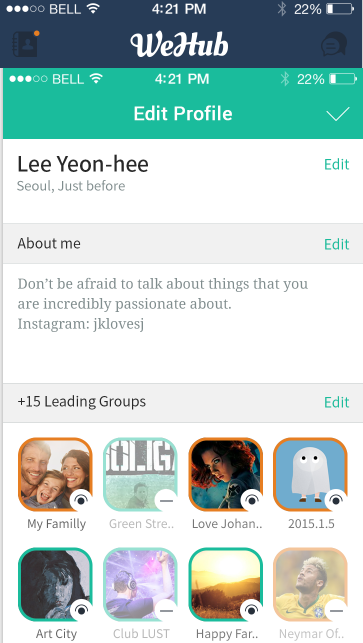 BELL 4:21 PM 22%
WeHub
BELL 4:21 PM 22%
Edit Profile
Lee Yeon-hee Edit
Seoul, Just before
About me Edit
Don't be afraid to talk about things that you
are incredibly passionate about.
Instagram: jklovesj
+15 Leading Groups Edit
OLIGA
My Familly Green Stre.. Love Johan.. 2015.1.5
Art City Club LUST Happy Far.. Neymar Of..